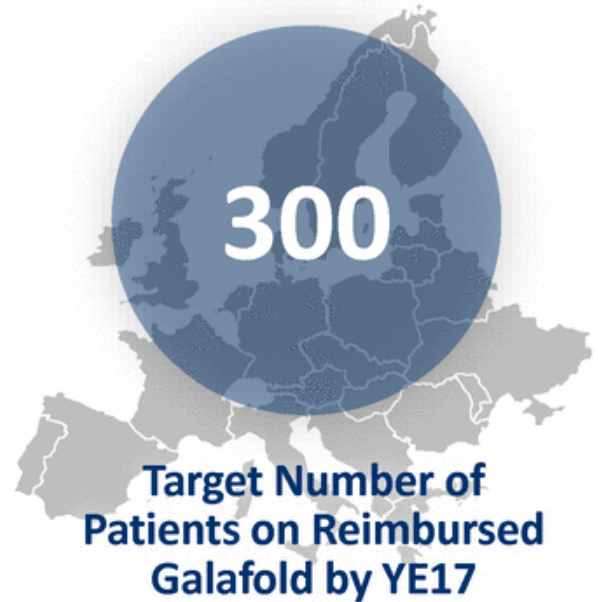 300
Target Number of
Patients on Reimbursed
Galafold by YE17